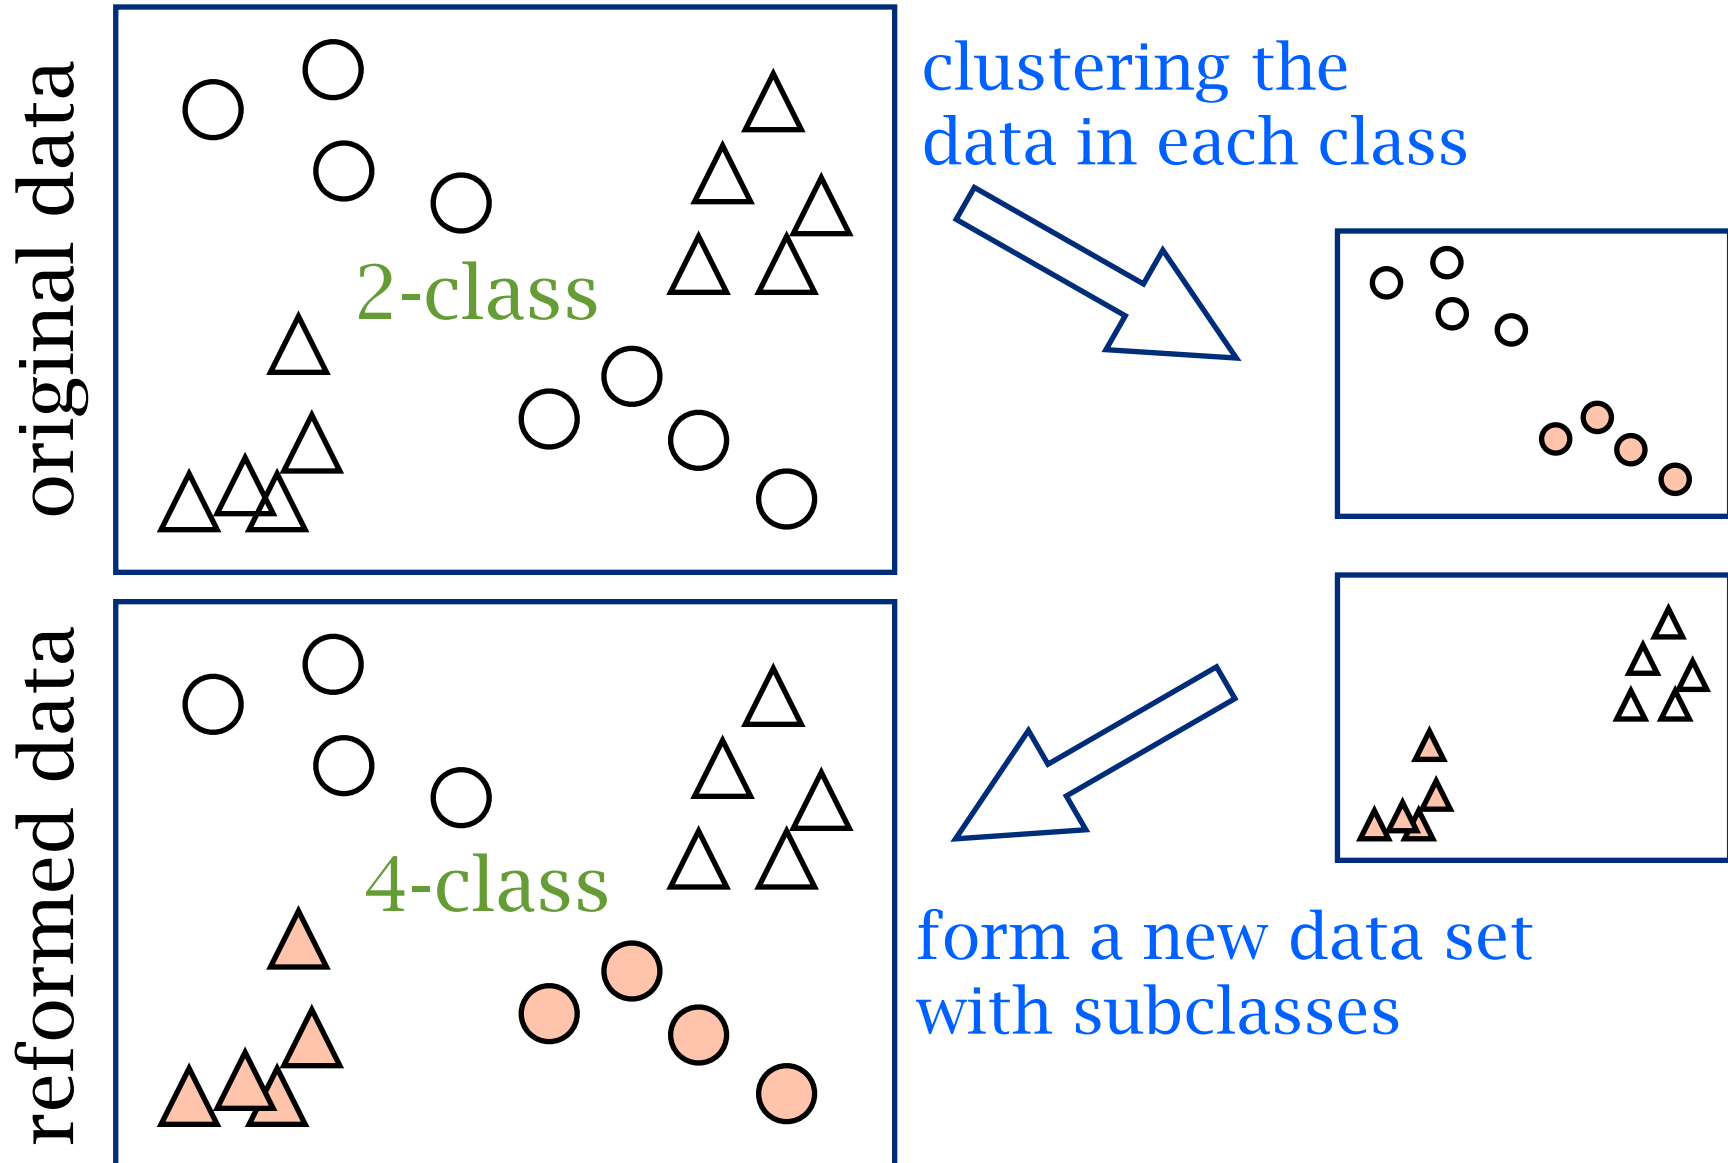 original data
2-class
clustering the
data in each class
reformed data
4-class
form a new data set
with subclasses